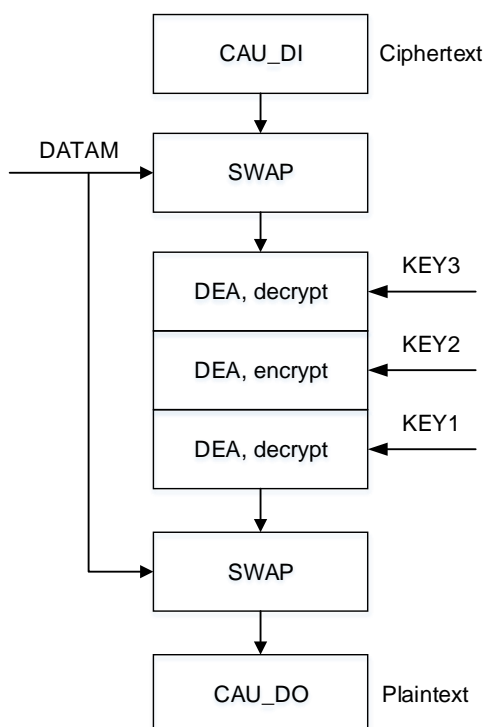 CAU_DI
Ciphertext
DATAM
SWAP
KEY3
DEA, decrypt
KEY2
DEA, encrypt
KEY1
DEA, decrypt
SWAP
CAU_DO
Plaintext